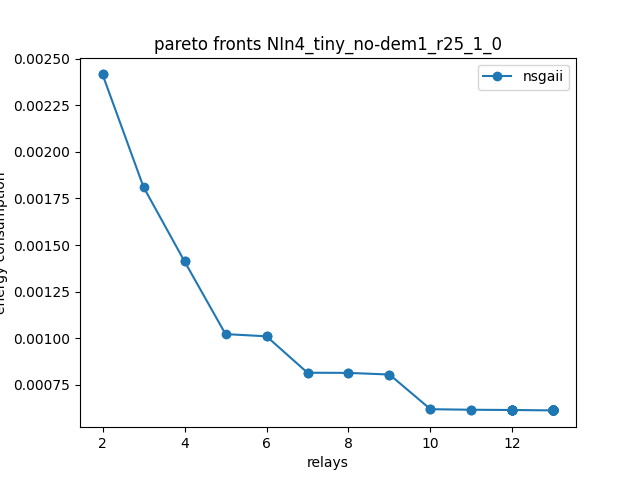 pareto fronts NIn4_tiny_no-dem1_r25_1_0
nsgaii
0.00250
0.00225
0.00200
0.00175
0.00150
0.00125
0.00100
0.00075
energy consumption
2 4 6 8 10 12
relays